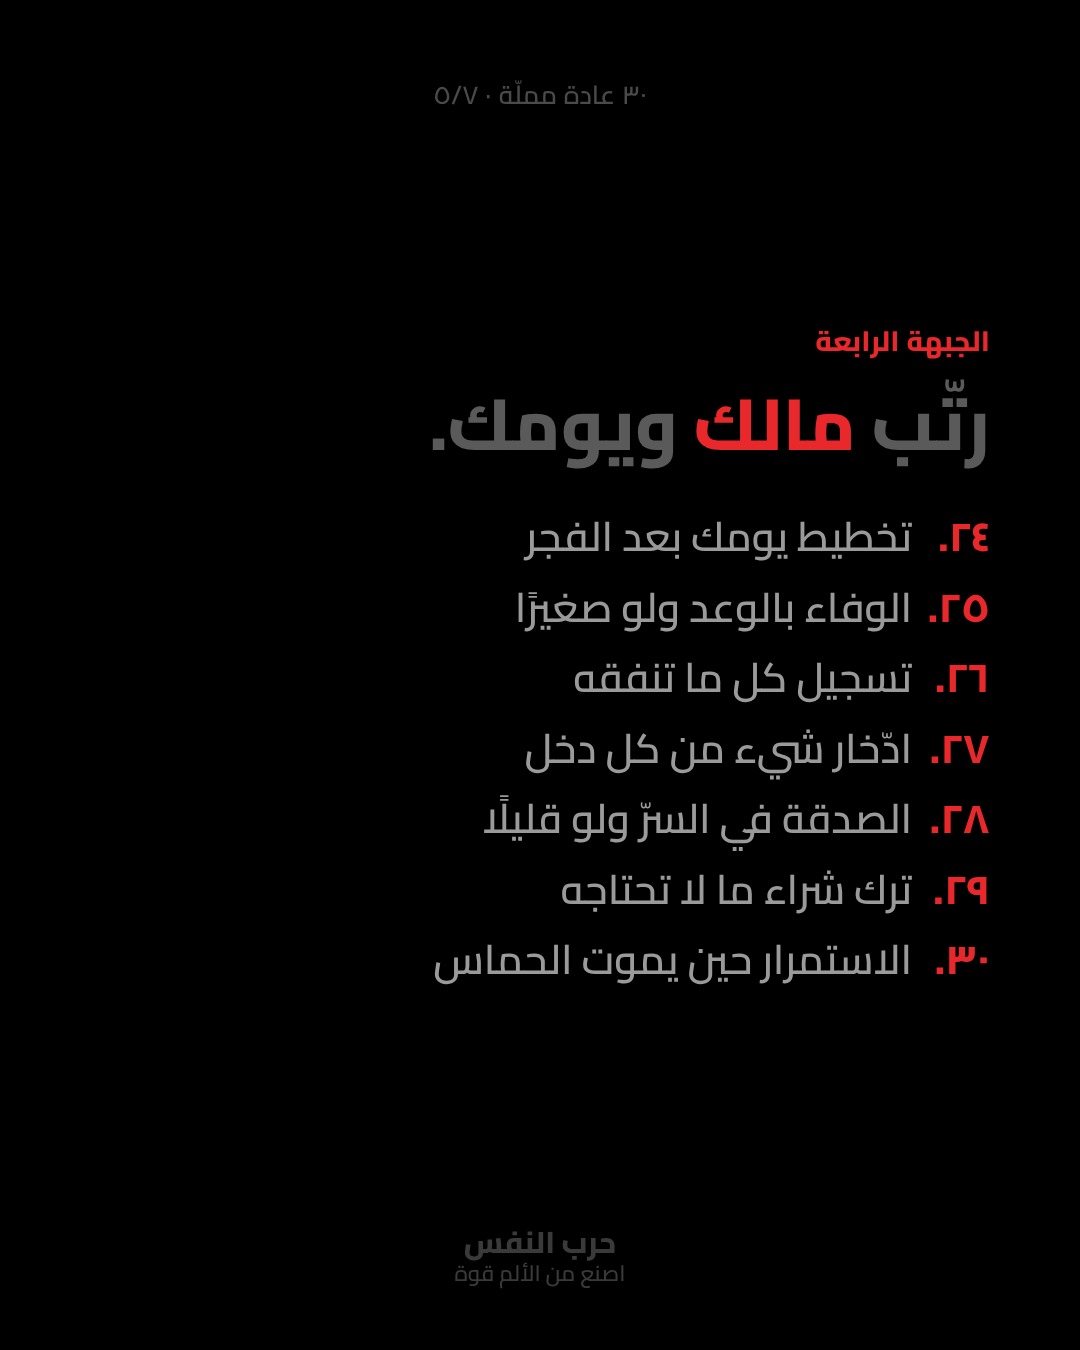 ٣٠ عادة مملّة · ٥/٧
الجبهة الرابعة
رتّب مالك ويومك.
٢٤. تخطيط يومك بعد الفجر
٢٥. الوفاء بالوعد ولو صغيرًا
٢٦. تسجيل كل ما تنفقه
٢٧. ادّخار شيء من كل دخل
٢٨. الصدقة في السرّ ولو قليلًا
٢٩. ترك شراء ما لا تحتاجه
٣٠. الاستمرار حين يموت الحماس
حرب النفس
اصنع من الألم قوة